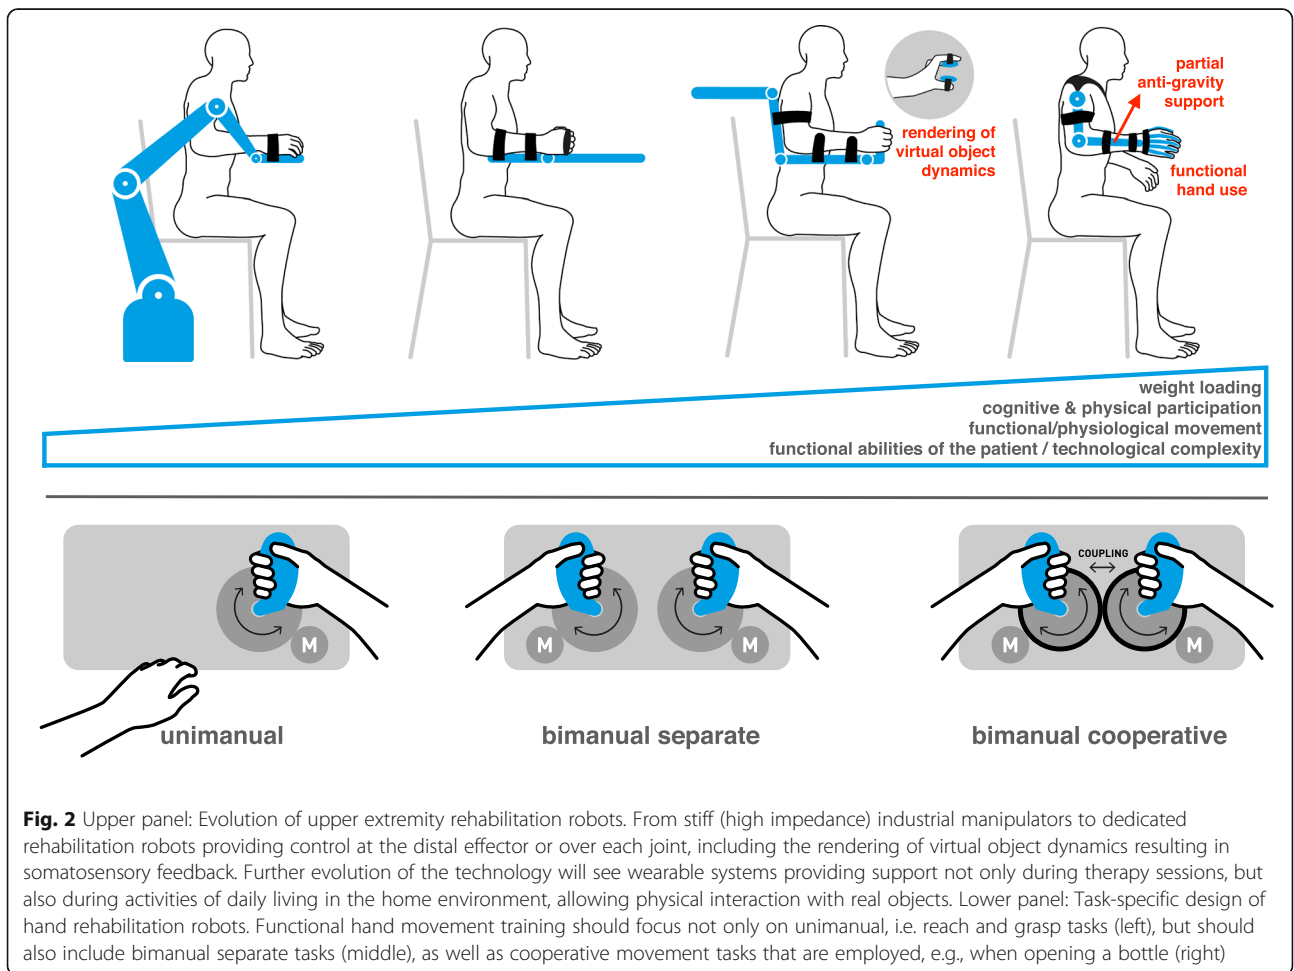 partial
anti-gravity
support
rendering of
virtual object
dynamics
functional
hand use
weight loading
cognitive & physical participation
functional/physiological movement
functional abilities of the patient / technological complexity
COUPLING
M
M
M
M
M
unimanual
bimanual separate
bimanual cooperative
Fig. 2 Upper panel: Evolution of upper extremity rehabilitation robots. From stiff (high impedance) industrial manipulators to dedicated
rehabilitation robots providing control at the distal effector or over each joint, including the rendering of virtual object dynamics resulting in
somatosensory feedback. Further evolution of the technology will see wearable systems providing support not only during therapy sessions, but
also during activities of daily living in the home environment, allowing physical interaction with real objects. Lower panel: Task-specific design of
hand rehabilitation robots. Functional hand movement training should focus not only on unimanual, i.e. reach and grasp tasks (left), but should
also include bimanual separate tasks (middle), as well as cooperative movement tasks that are employed, e.g., when opening a bottle (right)